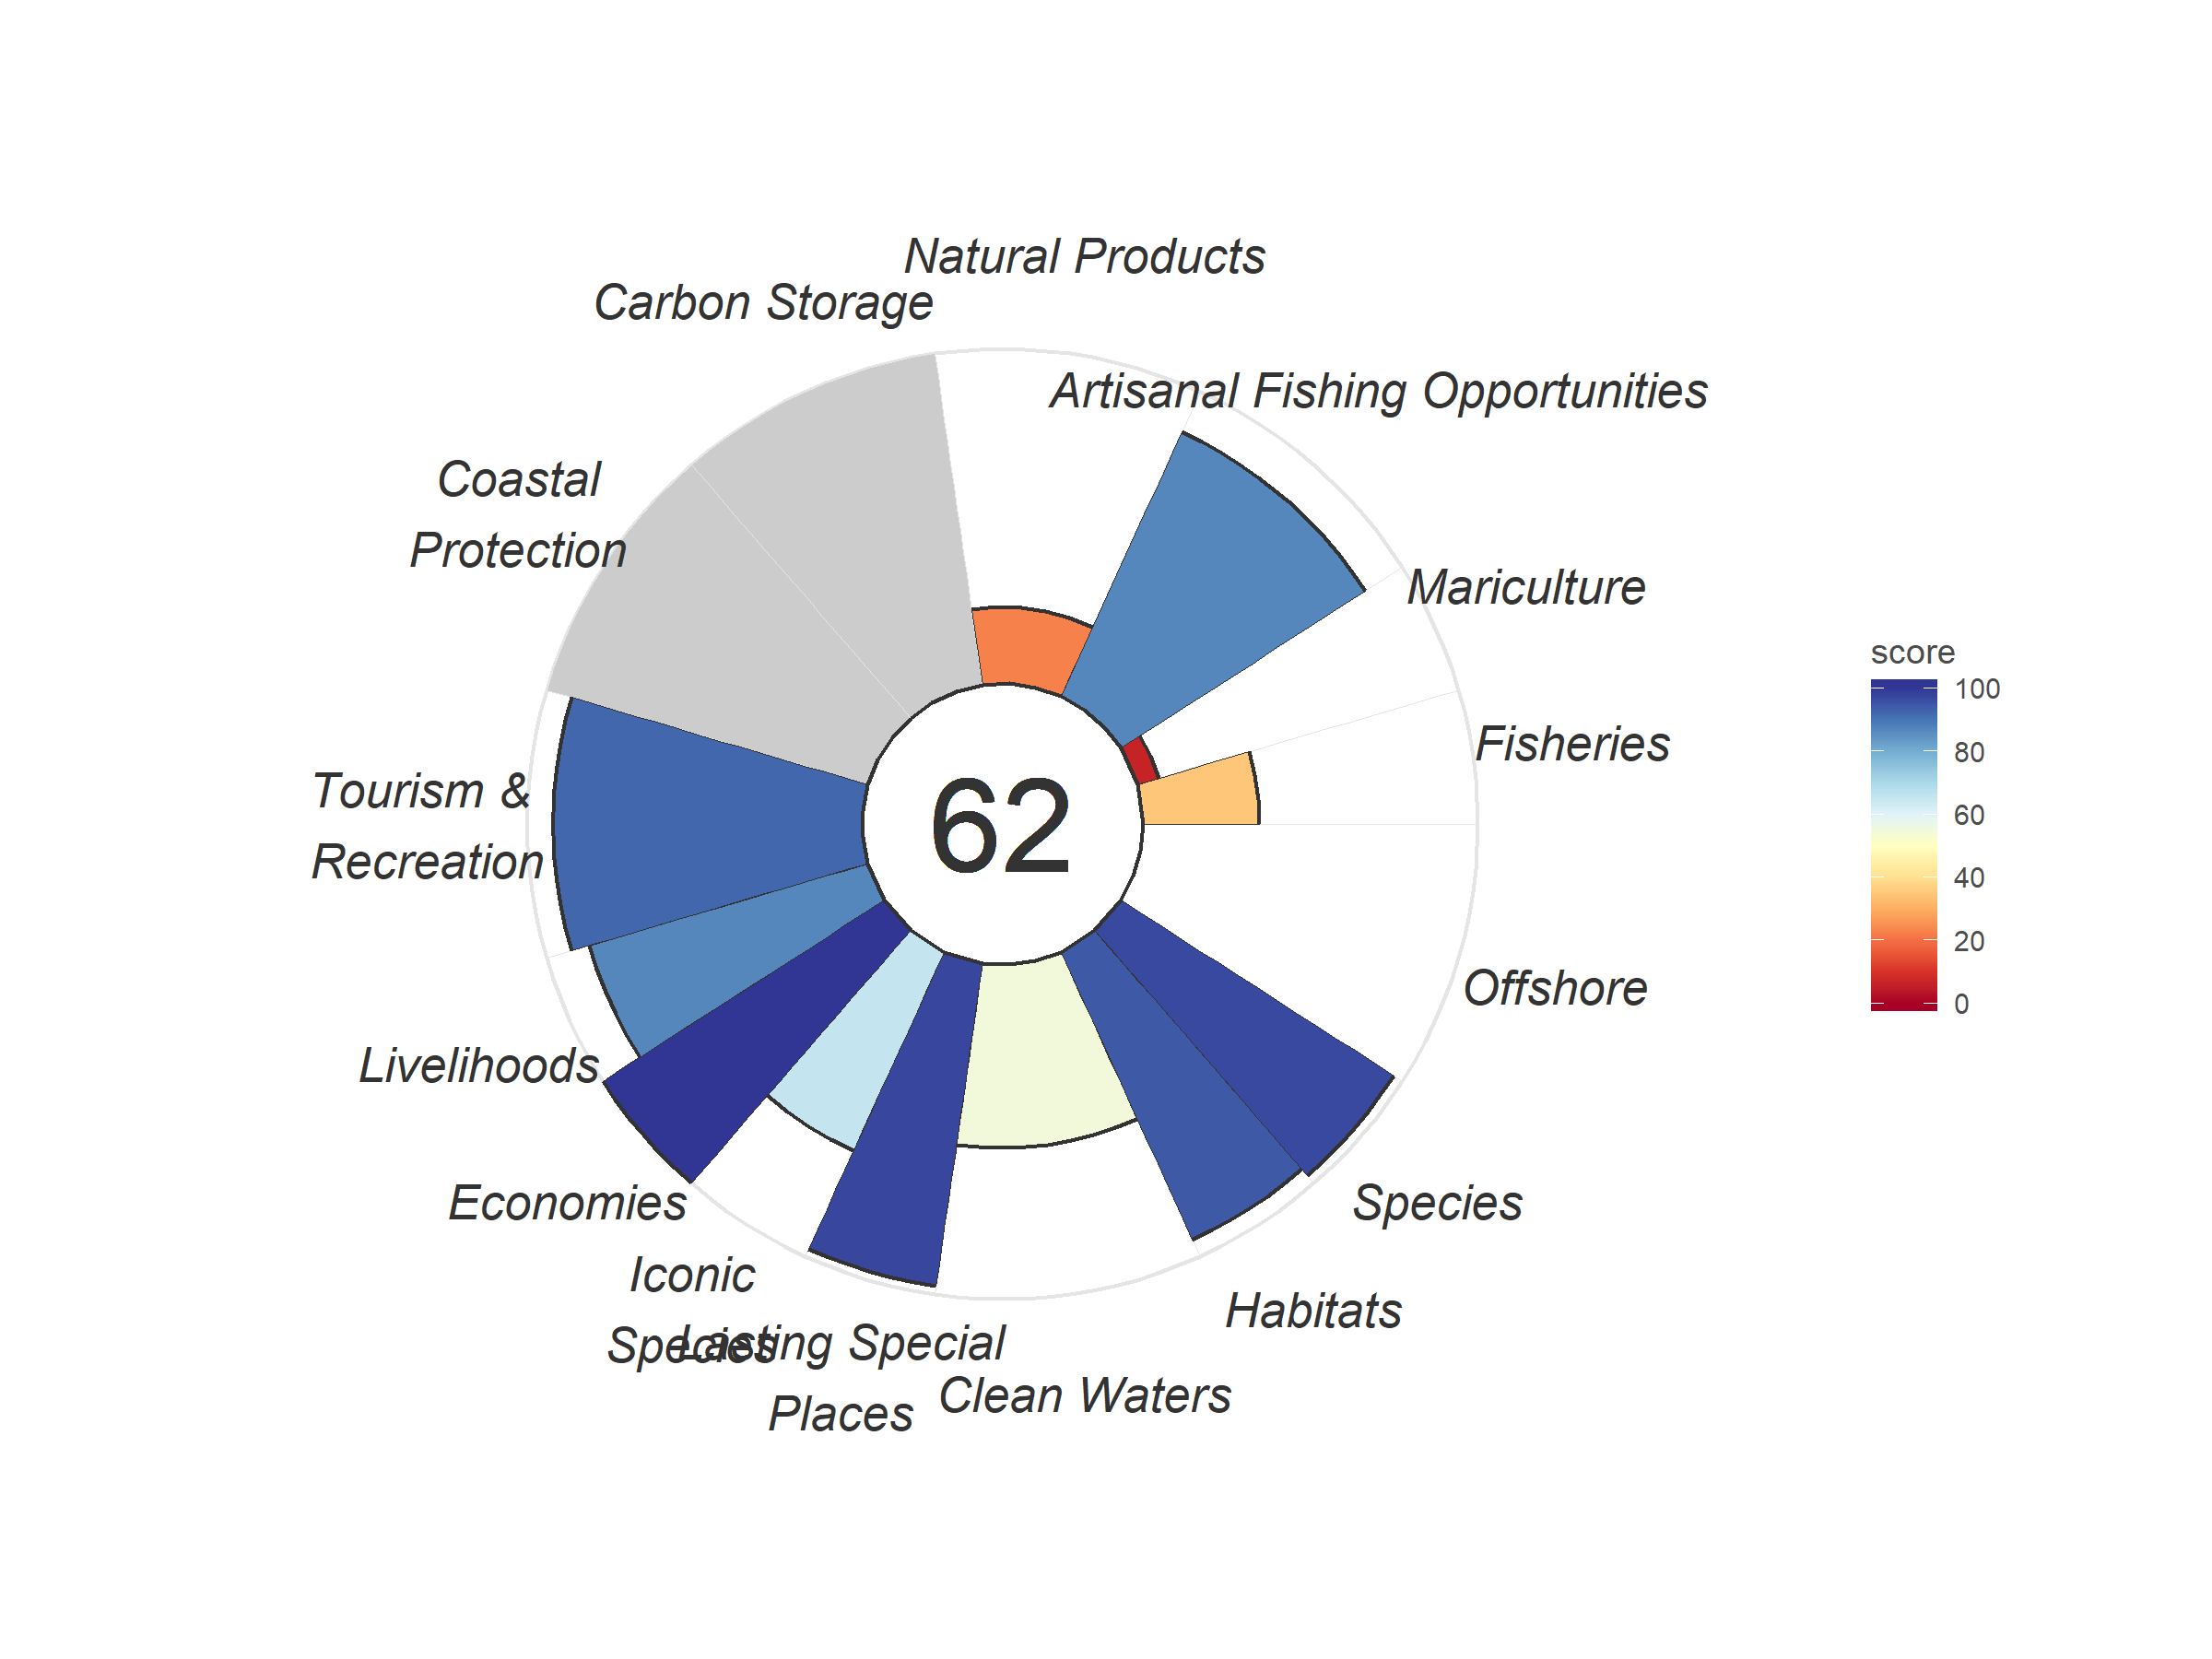 Natural Products
Carbon Storage
Artisanal Fishing Opportunities
Coastal
Protection
Mariculture
Fisheries
Tourism &
Recreation
62
Offshore
Livelihoods
Economies
Species
Iconic
Species
Habitats
Lasting Special
Places
Clean Waters
score
100
80
60
40
20
0